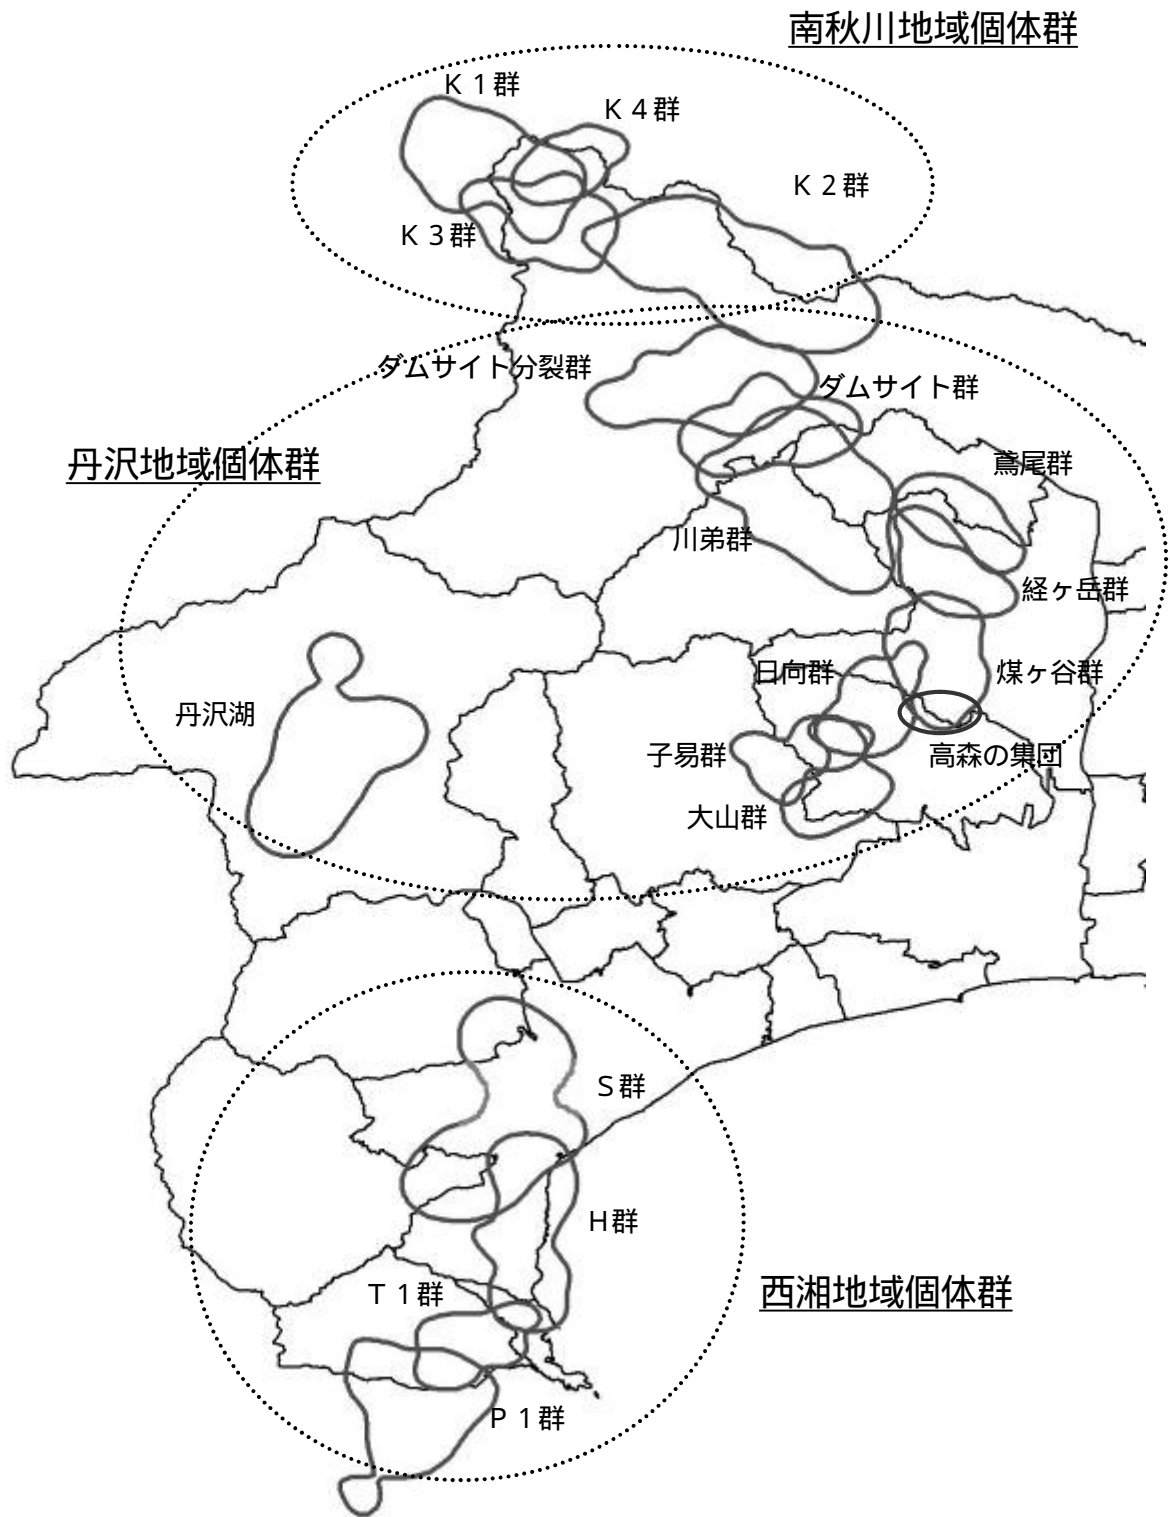 南秋川地域個体群
Ｋ１群
Ｋ４群
Ｋ２群
Ｋ３群
ダムサイト分裂群
ダムサイト群
丹沢地域個体群
鳶尾群
川弟群
経ヶ岳群
日向群
煤ヶ谷群
丹沢湖
子易群
高森の集団
大山群
Ｓ群
Ｈ群
Ｔ１群
西湘地域個体群
Ｐ１群